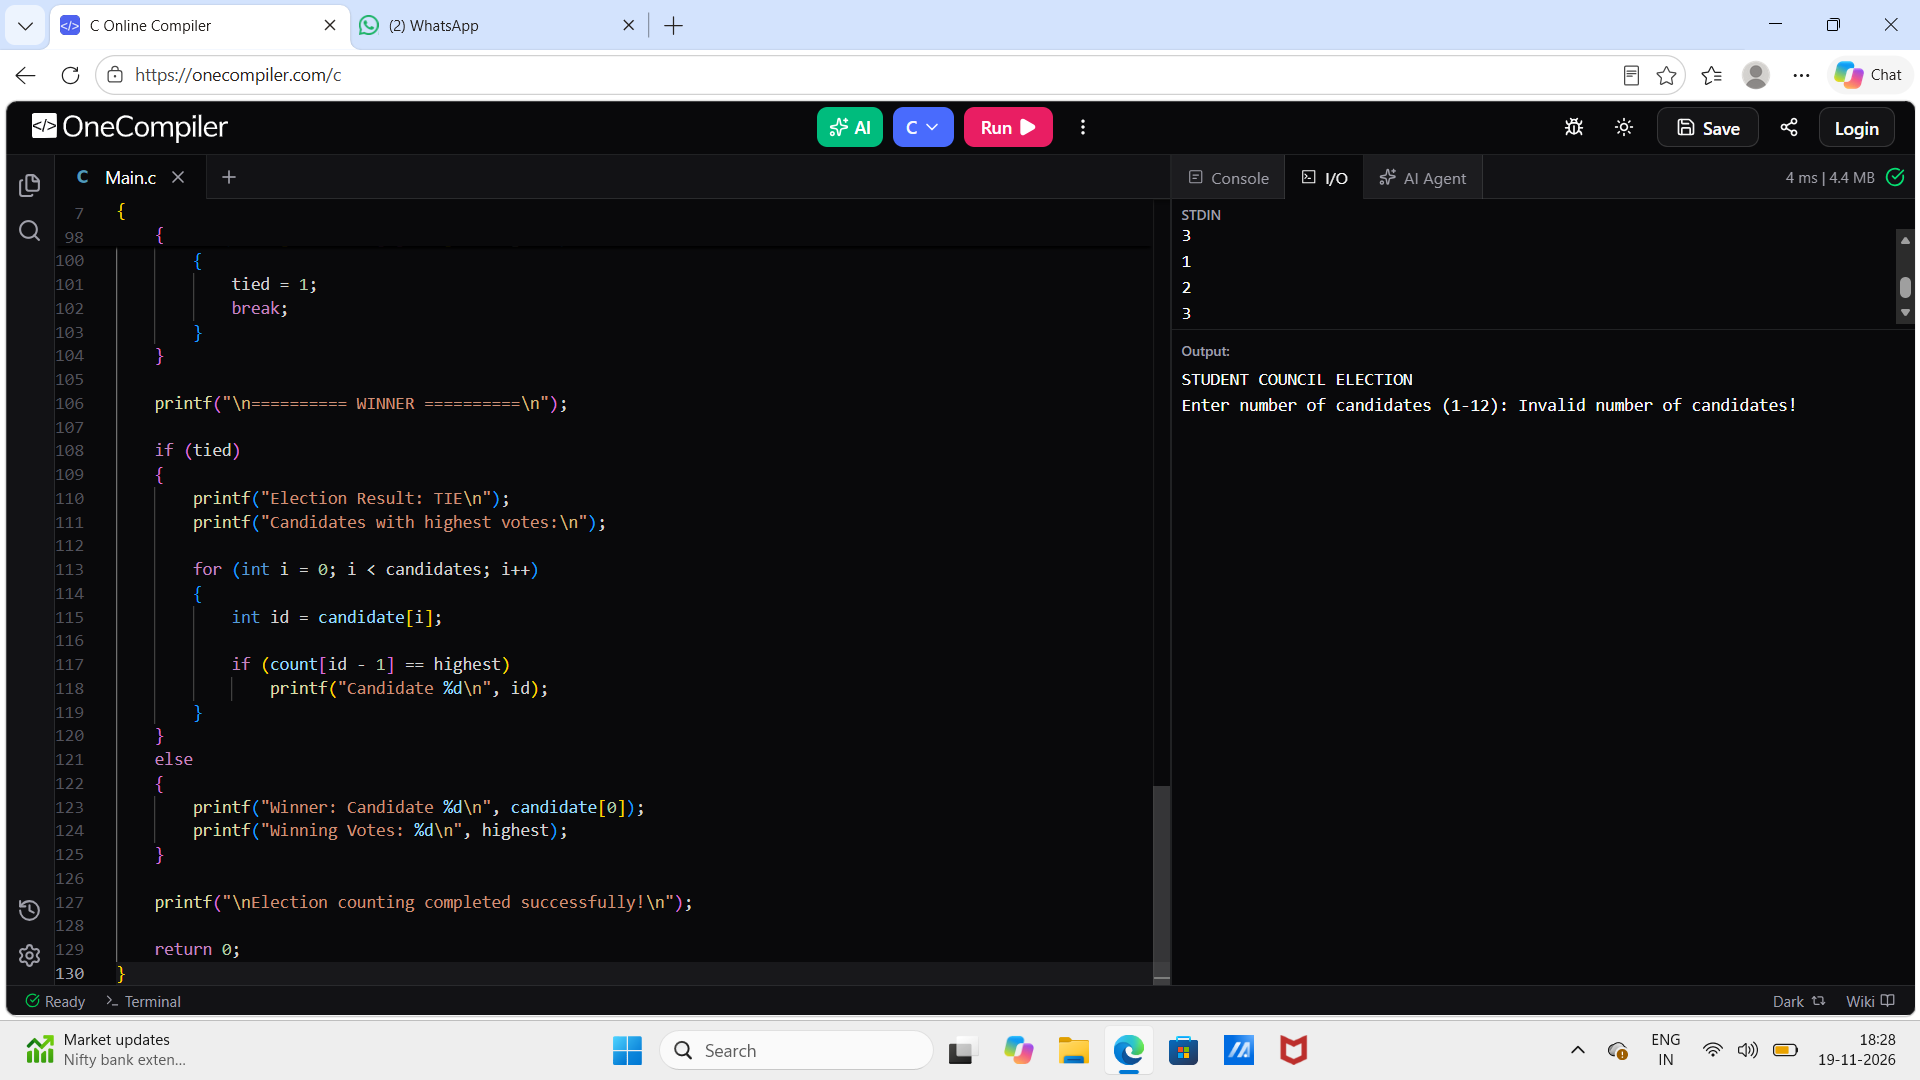 C Online Compiler
(2) WhatsApp
https://onecompiler.com/c
Chat
</> OneCompiler
AI
C
Run
Save
Login
C Main.c
Console
I/O
AI Agent
4 ms | 4.4 MB
7 {
98 {
100 {
101 tied = 1;
102 break;
103 }
104 }
105
106 printf("\n========== WINNER ==========\n");
107
108 if (tied)
109 {
110 printf("Election Result: TIE\n");
111 printf("Candidates with highest votes:\n");
112
113 for (int i = 0; i < candidates; i++)
114 {
115 int id = candidate[i];
116
117 if (count[id - 1] == highest)
118 printf("Candidate %d\n", id);
119 }
120 }
121 else
122 {
123 printf("Winner: Candidate %d\n", candidate[0]);
124 printf("Winning Votes: %d\n", highest);
125 }
126
127 printf("\nElection counting completed successfully!\n");
128
129 return 0;
130 }
STDIN
3
1
2
3
Output:
STUDENT COUNCIL ELECTION
Enter number of candidates (1-12): Invalid number of candidates!
Ready
Terminal
Dark
Wiki
Market updates
Nifty bank exten...
Search
ENG
IN
18:28
19-11-2026